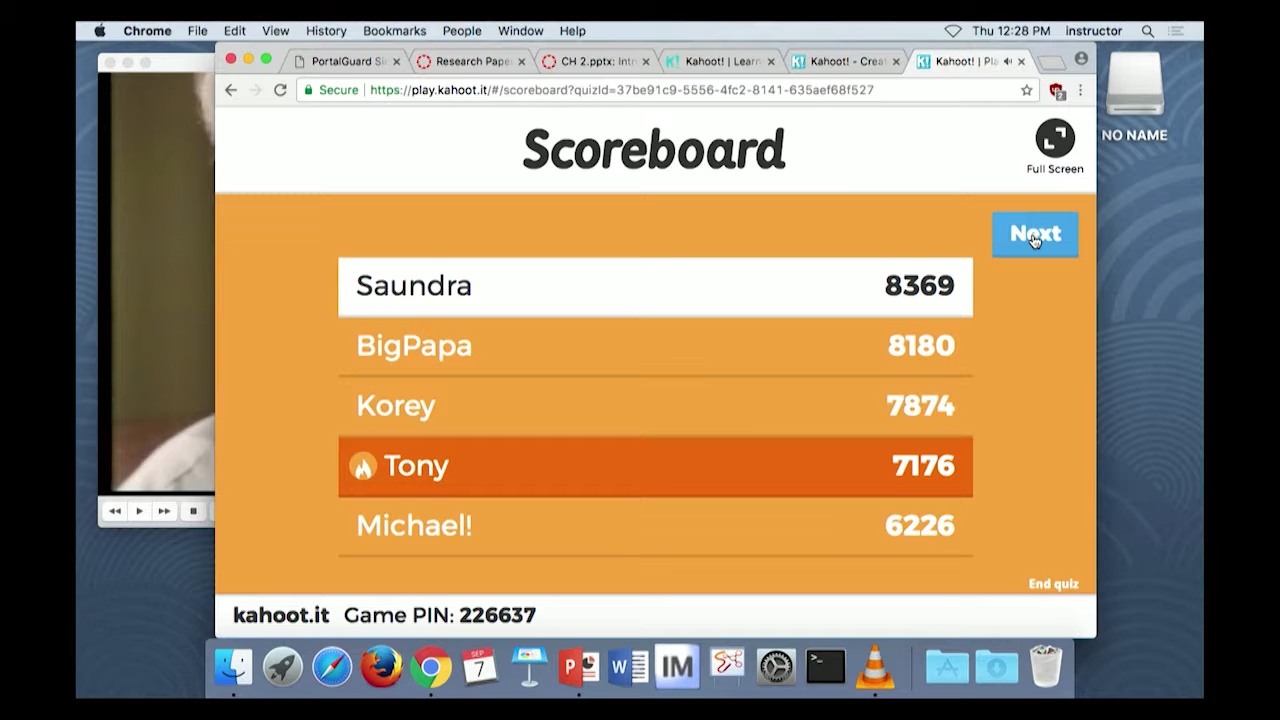 Chrome File Edit View History Bookmarks People Window Help Thu 12:28 PM instructor
PortalGuard Si Research Pape CH 2.pptx: Intr Kahoot! | Learn Kahoot! - Creat Kahoot! | Pla
Secure https://play.kahoot.it/#/scoreboard?quizId=37be91c9-5556-4fc2-8141-635aef68f527
2
NO NAME
Scoreboard
Full Screen
Next
Saundra 8369
BigPapa 8180
Korey 7874
Tony 7176
Michael! 6226
End quiz
kahoot.it Game PIN: 226637
SEP
7
P
W
IM
>_